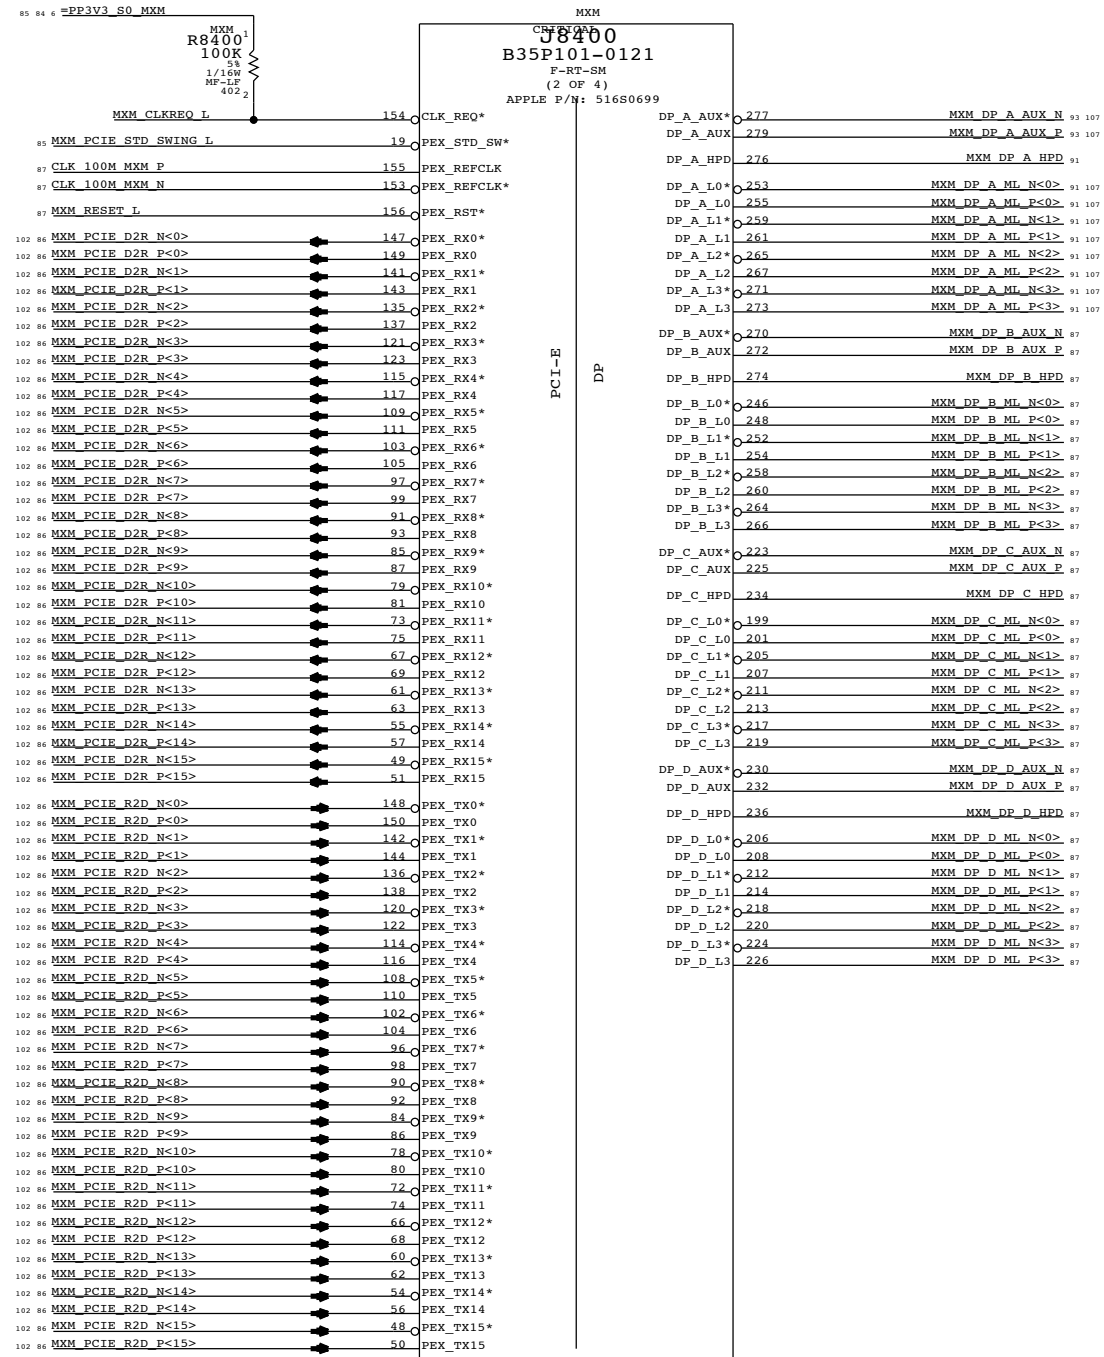 85 84 6 =PP3V3_S0_MXM
MXM
R8400 1
100K
5%
1/16W
MF-LF
402 2
MXM
CRITICAL
J8400
B35P101-0121
F-RT-SM
(2 OF 4)
APPLE P/N: 516S0699
PCI-E
DP
MXM_CLKREQ_L 154 CLK_REQ*
85 MXM_PCIE_STD_SWING_L 19 PEX_STD_SW*
87 CLK_100M_MXM_P 155 PEX_REFCLK
87 CLK_100M_MXM_N 153 PEX_REFCLK*
87 MXM_RESET_L 156 PEX_RST*
102 86 MXM_PCIE_D2R_N<0> 147 PEX_RX0*
102 86 MXM_PCIE_D2R_P<0> 149 PEX_RX0
102 86 MXM_PCIE_D2R_N<1> 141 PEX_RX1*
102 86 MXM_PCIE_D2R_P<1> 143 PEX_RX1
102 86 MXM_PCIE_D2R_N<2> 135 PEX_RX2*
102 86 MXM_PCIE_D2R_P<2> 137 PEX_RX2
102 86 MXM_PCIE_D2R_N<3> 121 PEX_RX3*
102 86 MXM_PCIE_D2R_P<3> 123 PEX_RX3
102 86 MXM_PCIE_D2R_N<4> 115 PEX_RX4*
102 86 MXM_PCIE_D2R_P<4> 117 PEX_RX4
102 86 MXM_PCIE_D2R_N<5> 109 PEX_RX5*
102 86 MXM_PCIE_D2R_P<5> 111 PEX_RX5
102 86 MXM_PCIE_D2R_N<6> 103 PEX_RX6*
102 86 MXM_PCIE_D2R_P<6> 105 PEX_RX6
102 86 MXM_PCIE_D2R_N<7> 97 PEX_RX7*
102 86 MXM_PCIE_D2R_P<7> 99 PEX_RX7
102 86 MXM_PCIE_D2R_N<8> 91 PEX_RX8*
102 86 MXM_PCIE_D2R_P<8> 93 PEX_RX8
102 86 MXM_PCIE_D2R_N<9> 85 PEX_RX9*
102 86 MXM_PCIE_D2R_P<9> 87 PEX_RX9
102 86 MXM_PCIE_D2R_N<10> 79 PEX_RX10*
102 86 MXM_PCIE_D2R_P<10> 81 PEX_RX10
102 86 MXM_PCIE_D2R_N<11> 73 PEX_RX11*
102 86 MXM_PCIE_D2R_P<11> 75 PEX_RX11
102 86 MXM_PCIE_D2R_N<12> 67 PEX_RX12*
102 86 MXM_PCIE_D2R_P<12> 69 PEX_RX12
102 86 MXM_PCIE_D2R_N<13> 61 PEX_RX13*
102 86 MXM_PCIE_D2R_P<13> 63 PEX_RX13
102 86 MXM_PCIE_D2R_N<14> 55 PEX_RX14*
102 86 MXM_PCIE_D2R_P<14> 57 PEX_RX14
102 86 MXM_PCIE_D2R_N<15> 49 PEX_RX15*
102 86 MXM_PCIE_D2R_P<15> 51 PEX_RX15
102 86 MXM_PCIE_R2D_N<0> 148 PEX_TX0*
102 86 MXM_PCIE_R2D_P<0> 150 PEX_TX0
102 86 MXM_PCIE_R2D_N<1> 142 PEX_TX1*
102 86 MXM_PCIE_R2D_P<1> 144 PEX_TX1
102 86 MXM_PCIE_R2D_N<2> 136 PEX_TX2*
102 86 MXM_PCIE_R2D_P<2> 138 PEX_TX2
102 86 MXM_PCIE_R2D_N<3> 120 PEX_TX3*
102 86 MXM_PCIE_R2D_P<3> 122 PEX_TX3
102 86 MXM_PCIE_R2D_N<4> 114 PEX_TX4*
102 86 MXM_PCIE_R2D_P<4> 116 PEX_TX4
102 86 MXM_PCIE_R2D_N<5> 108 PEX_TX5*
102 86 MXM_PCIE_R2D_P<5> 110 PEX_TX5
102 86 MXM_PCIE_R2D_N<6> 102 PEX_TX6*
102 86 MXM_PCIE_R2D_P<6> 104 PEX_TX6
102 86 MXM_PCIE_R2D_N<7> 96 PEX_TX7*
102 86 MXM_PCIE_R2D_P<7> 98 PEX_TX7
102 86 MXM_PCIE_R2D_N<8> 90 PEX_TX8*
102 86 MXM_PCIE_R2D_P<8> 92 PEX_TX8
102 86 MXM_PCIE_R2D_N<9> 84 PEX_TX9*
102 86 MXM_PCIE_R2D_P<9> 86 PEX_TX9
102 86 MXM_PCIE_R2D_N<10> 78 PEX_TX10*
102 86 MXM_PCIE_R2D_P<10> 80 PEX_TX10
102 86 MXM_PCIE_R2D_N<11> 72 PEX_TX11*
102 86 MXM_PCIE_R2D_P<11> 74 PEX_TX11
102 86 MXM_PCIE_R2D_N<12> 66 PEX_TX12*
102 86 MXM_PCIE_R2D_P<12> 68 PEX_TX12
102 86 MXM_PCIE_R2D_N<13> 60 PEX_TX13*
102 86 MXM_PCIE_R2D_P<13> 62 PEX_TX13
102 86 MXM_PCIE_R2D_N<14> 54 PEX_TX14*
102 86 MXM_PCIE_R2D_P<14> 56 PEX_TX14
102 86 MXM_PCIE_R2D_N<15> 48 PEX_TX15*
102 86 MXM_PCIE_R2D_P<15> 50 PEX_TX15
DP_A_AUX* 277 MXM_DP_A_AUX_N 93 107
DP_A_AUX 279 MXM_DP_A_AUX_P 93 107
DP_A_HPD 276 MXM_DP_A_HPD 91
DP_A_L0* 253 MXM_DP_A_ML_N<0> 91 107
DP_A_L0 255 MXM_DP_A_ML_P<0> 91 107
DP_A_L1* 259 MXM_DP_A_ML_N<1> 91 107
DP_A_L1 261 MXM_DP_A_ML_P<1> 91 107
DP_A_L2* 265 MXM_DP_A_ML_N<2> 91 107
DP_A_L2 267 MXM_DP_A_ML_P<2> 91 107
DP_A_L3* 271 MXM_DP_A_ML_N<3> 91 107
DP_A_L3 273 MXM_DP_A_ML_P<3> 91 107
DP_B_AUX* 270 MXM_DP_B_AUX_N 87
DP_B_AUX 272 MXM_DP_B_AUX_P 87
DP_B_HPD 274 MXM_DP_B_HPD 87
DP_B_L0* 246 MXM_DP_B_ML_N<0> 87
DP_B_L0 248 MXM_DP_B_ML_P<0> 87
DP_B_L1* 252 MXM_DP_B_ML_N<1> 87
DP_B_L1 254 MXM_DP_B_ML_P<1> 87
DP_B_L2* 258 MXM_DP_B_ML_N<2> 87
DP_B_L2 260 MXM_DP_B_ML_P<2> 87
DP_B_L3* 264 MXM_DP_B_ML_N<3> 87
DP_B_L3 266 MXM_DP_B_ML_P<3> 87
DP_C_AUX* 223 MXM_DP_C_AUX_N 87
DP_C_AUX 225 MXM_DP_C_AUX_P 87
DP_C_HPD 234 MXM_DP_C_HPD 87
DP_C_L0* 199 MXM_DP_C_ML_N<0> 87
DP_C_L0 201 MXM_DP_C_ML_P<0> 87
DP_C_L1* 205 MXM_DP_C_ML_N<1> 87
DP_C_L1 207 MXM_DP_C_ML_P<1> 87
DP_C_L2* 211 MXM_DP_C_ML_N<2> 87
DP_C_L2 213 MXM_DP_C_ML_P<2> 87
DP_C_L3* 217 MXM_DP_C_ML_N<3> 87
DP_C_L3 219 MXM_DP_C_ML_P<3> 87
DP_D_AUX* 230 MXM_DP_D_AUX_N 87
DP_D_AUX 232 MXM_DP_D_AUX_P 87
DP_D_HPD 236 MXM_DP_D_HPD 87
DP_D_L0* 206 MXM_DP_D_ML_N<0> 87
DP_D_L0 208 MXM_DP_D_ML_P<0> 87
DP_D_L1* 212 MXM_DP_D_ML_N<1> 87
DP_D_L1 214 MXM_DP_D_ML_P<1> 87
DP_D_L2* 218 MXM_DP_D_ML_N<2> 87
DP_D_L2 220 MXM_DP_D_ML_P<2> 87
DP_D_L3* 224 MXM_DP_D_ML_N<3> 87
DP_D_L3 226 MXM_DP_D_ML_P<3> 87